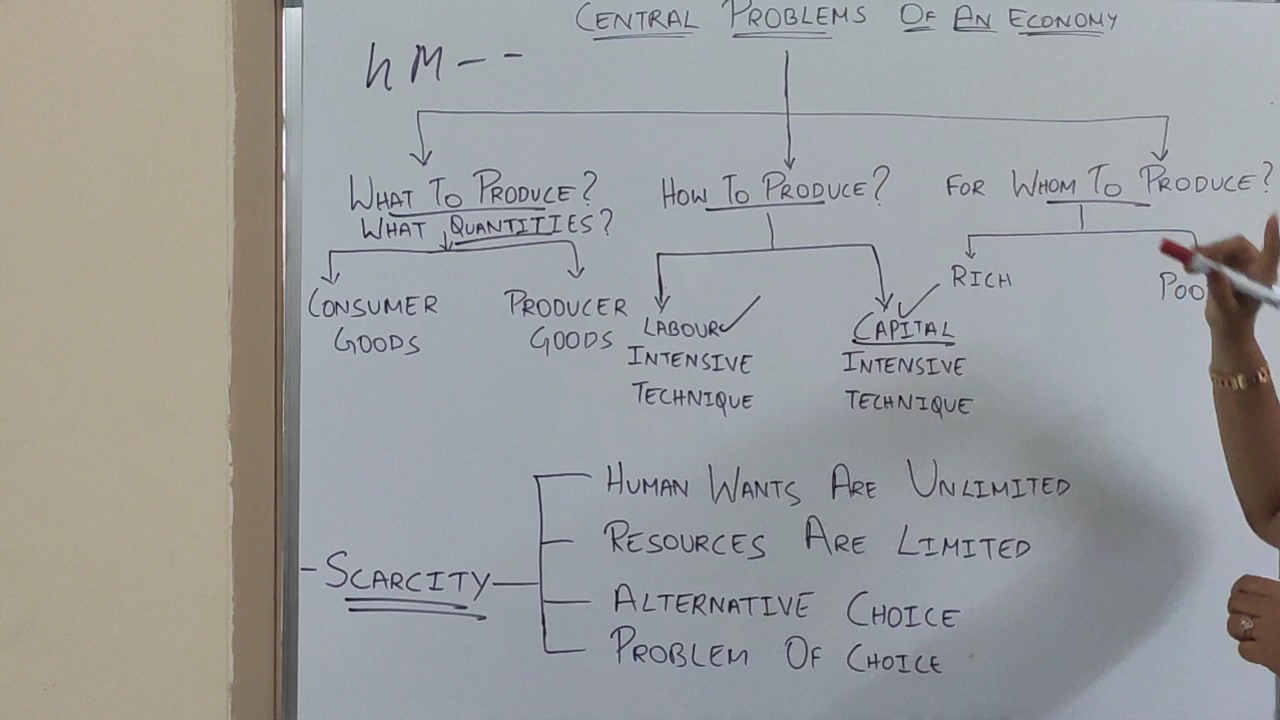 CENTRAL PROBLEMS OF AN ECONOMY
hM--
WHAT TO PRODUCE?
WHAT QUANTITIES?
HOW TO PRODUCE?
FOR WHOM TO PRODUCE?
CONSUMER
GOODS
PRODUCER
GOODS
LABOUR
INTENSIVE
TECHNIQUE
CAPITAL
INTENSIVE
TECHNIQUE
RICH
POO
-SCARCITY
HUMAN WANTS ARE UNLIMITED
RESOURCES ARE LIMITED
ALTERNATIVE CHOICE
PROBLEM OF CHOICE